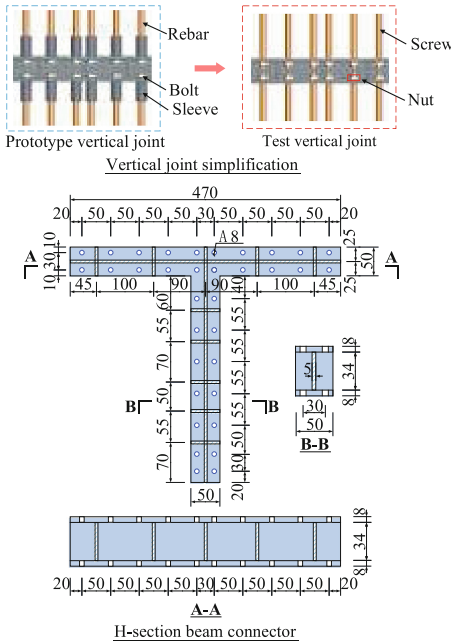 Rebar
Bolt
Sleeve
Prototype vertical joint
Screw
Nut
Test vertical joint
Vertical joint simplification
470
20 50 50 50 50 30 50 50 50 50 20
A 8
A
A
10
30
10
25
25
50
45 100 90 90 100 45
60
55
70
50
55
70
40
55
55
55
55
50
30
20
B
B
50
5
8
34
8
30
50
B-B
8
34
8
20 50 50 50 50 30 50 50 50 50 20
A-A
H-section beam connector